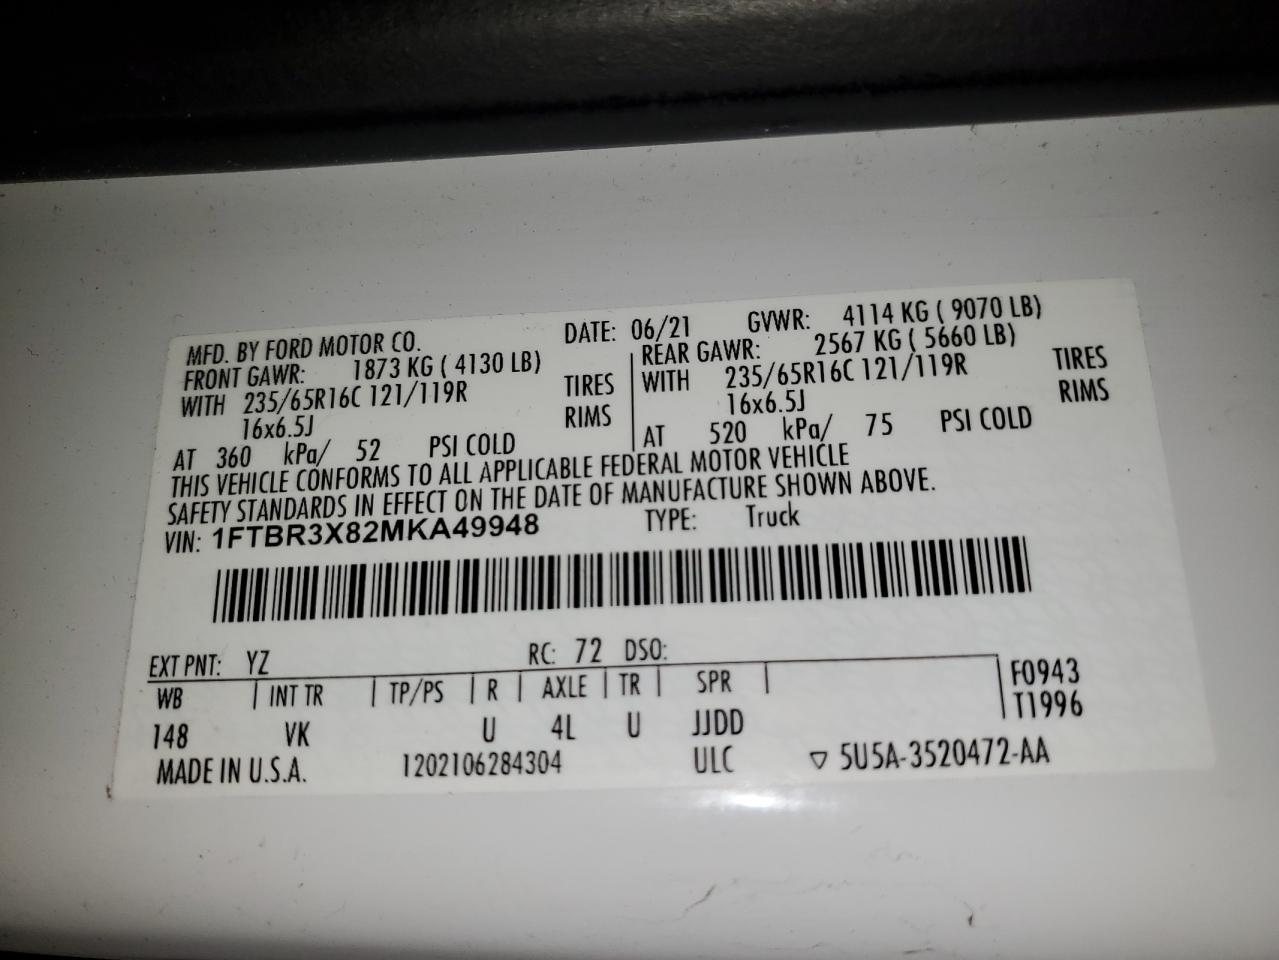 MFD. BY FORD MOTOR CO. DATE: 06/21 GVWR: 4114 KG ( 9070 LB)
FRONT GAWR: 1873 KG ( 4130 LB) REAR GAWR: 2567 KG ( 5660 LB)
WITH 235/65R16C 121/119R TIRES WITH 235/65R16C 121/119R TIRES
16x6.5J RIMS 16x6.5J RIMS
AT 360 kPa/ 52 PSI COLD AT 520 kPa/ 75 PSI COLD
THIS VEHICLE CONFORMS TO ALL APPLICABLE FEDERAL MOTOR VEHICLE
SAFETY STANDARDS IN EFFECT ON THE DATE OF MANUFACTURE SHOWN ABOVE.
VIN: 1FTBR3X82MKA49948 TYPE: Truck
EXT PNT: YZ RC: 72 DSO:
WB INT TR TP/PS R AXLE TR SPR F0943
148 VK U 4L U JJDD T1996
MADE IN U.S.A. 1202106284304 ULC ▽ 5U5A-3520472-AA